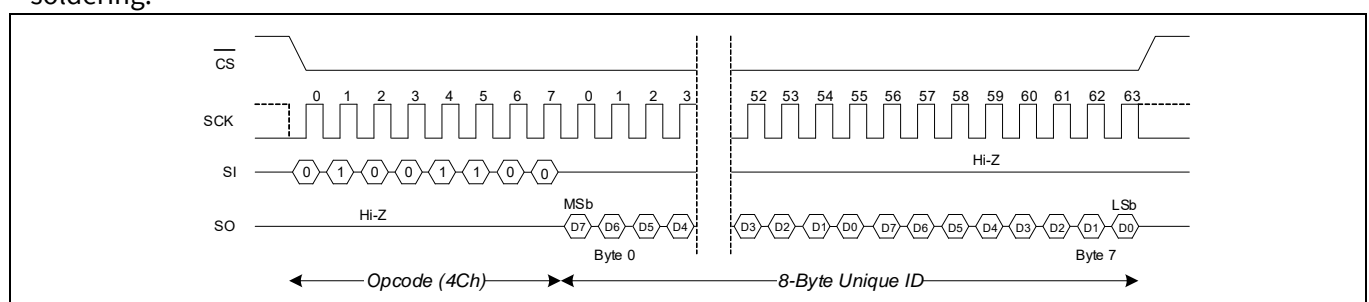 soldering.
CS
SCK 0 1 2 3 4 5 6 7 0 1 2 3 52 53 54 55 56 57 58 59 60 61 62 63
SI 0 1 0 0 1 1 0 0 Hi-Z
MSb LSb
SO Hi-Z D7 D6 D5 D4 D3 D2 D1 D0 D7 D6 D5 D4 D3 D2 D1 D0
Byte 0 Byte 7
Opcode (4Ch) 8-Byte Unique ID